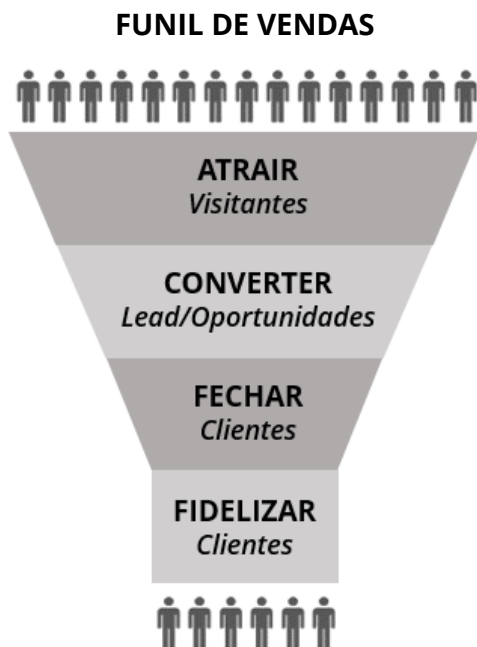 FUNIL DE VENDAS
ATRAIR
Visitantes
CONVERTER
Lead/Oportunidades
FECHAR
Clientes
FIDELIZAR
Clientes